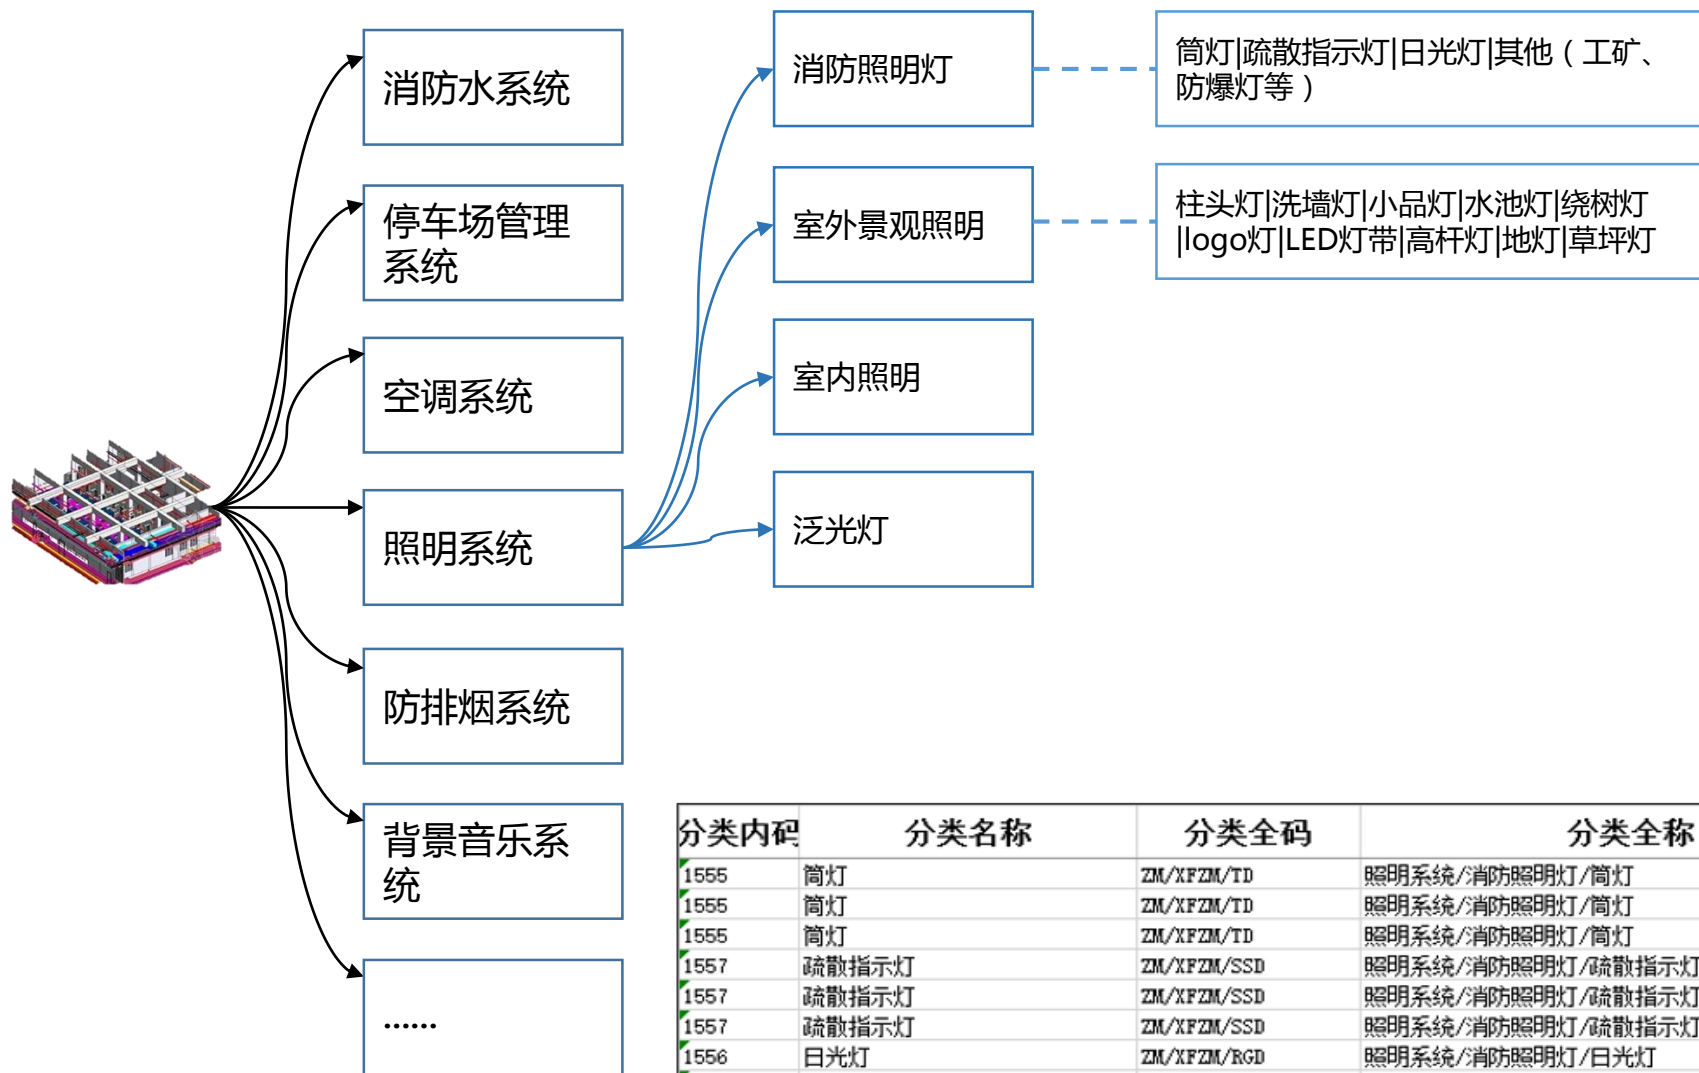 消防水系统
停车场管理
系统
空调系统
照明系统
防排烟系统
背景音乐系
统
……
消防照明灯
室外景观照明
室内照明
泛光灯
筒灯|疏散指示灯|日光灯|其他（工矿、
防爆灯等）
柱头灯|洗墙灯|小品灯|水池灯|绕树灯
|logo灯|LED灯带|高杆灯|地灯|草坪灯
分类内码 分类名称 分类全码 分类全称
1555 筒灯 ZM/XFZM/TD 照明系统/消防照明灯/筒灯
1555 筒灯 ZM/XFZM/TD 照明系统/消防照明灯/筒灯
1555 筒灯 ZM/XFZM/TD 照明系统/消防照明灯/筒灯
1557 疏散指示灯 ZM/XFZM/SSD 照明系统/消防照明灯/疏散指示灯
1557 疏散指示灯 ZM/XFZM/SSD 照明系统/消防照明灯/疏散指示灯
1557 疏散指示灯 ZM/XFZM/SSD 照明系统/消防照明灯/疏散指示灯
1556 日光灯 ZM/XFZM/RGD 照明系统/消防照明灯/日光灯